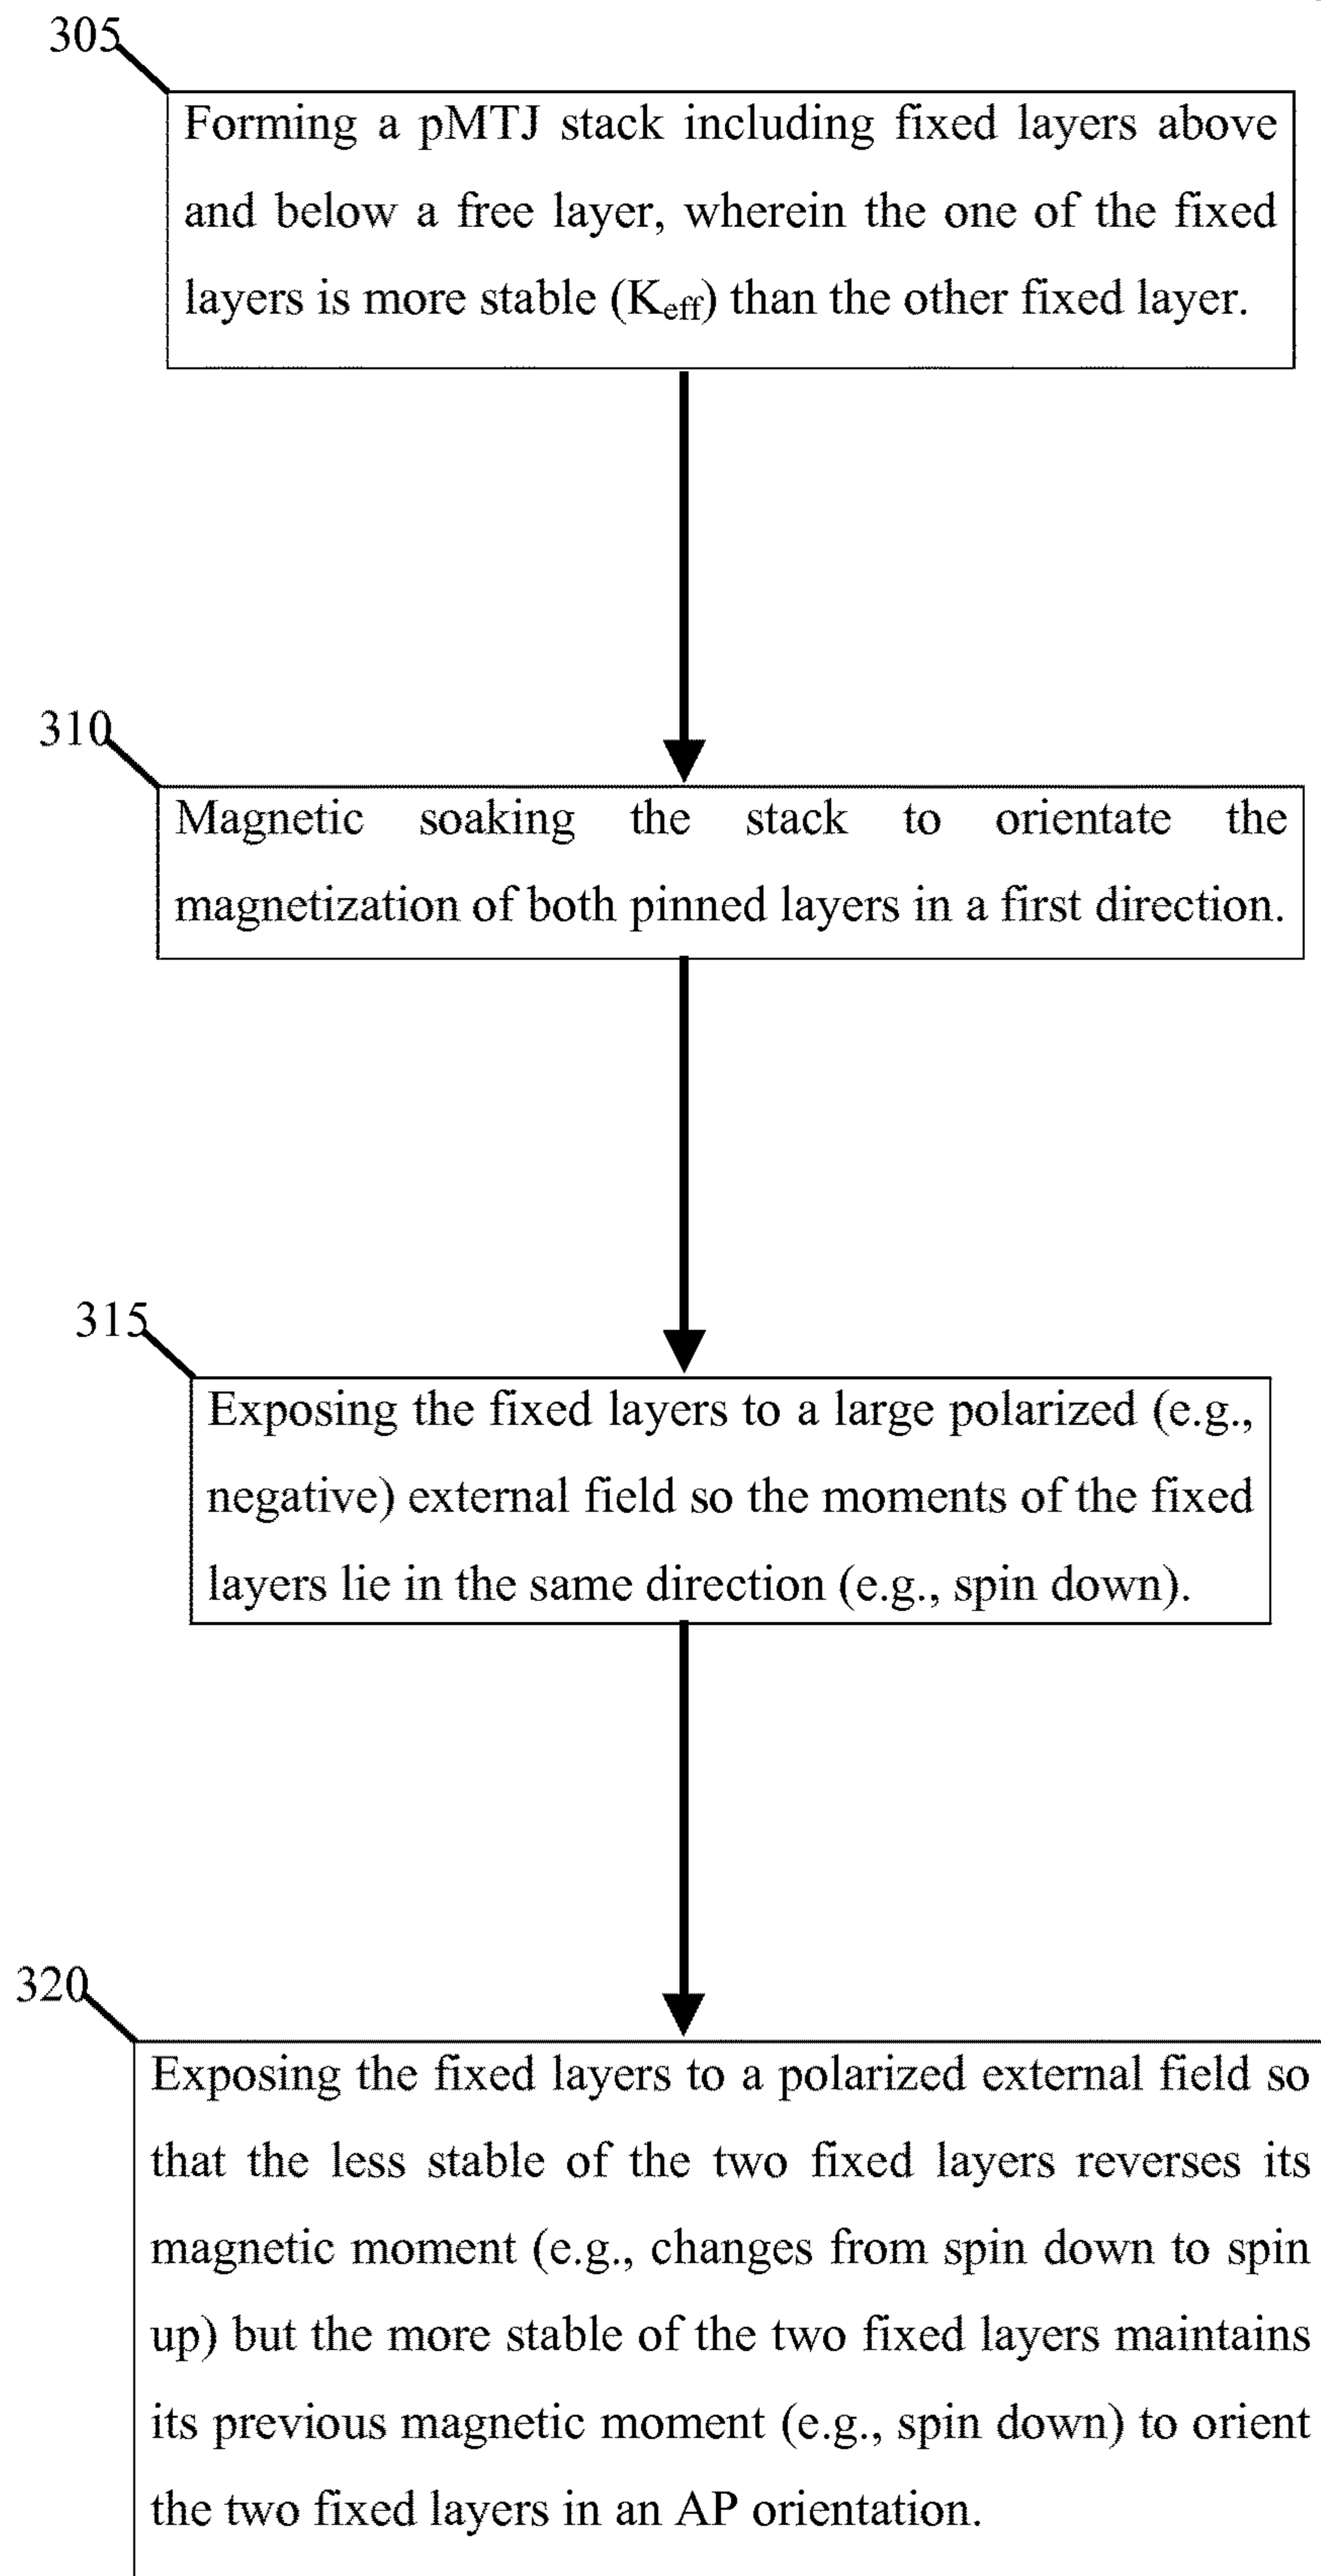 305
Forming a pMTJ stack including fixed layers above
and below a free layer, wherein the one of the fixed
layers is more stable (Keff) than the other fixed layer.
310
Magnetic soaking the stack to orientate the
magnetization of both pinned layers in a first direction.
315
Exposing the fixed layers to a large polarized (e.g.,
negative) external field so the moments of the fixed
layers lie in the same direction (e.g., spin down).
320
Exposing the fixed layers to a polarized external field so
that the less stable of the two fixed layers reverses its
magnetic moment (e.g., changes from spin down to spin
up) but the more stable of the two fixed layers maintains
its previous magnetic moment (e.g., spin down) to orient
the two fixed layers in an AP orientation.